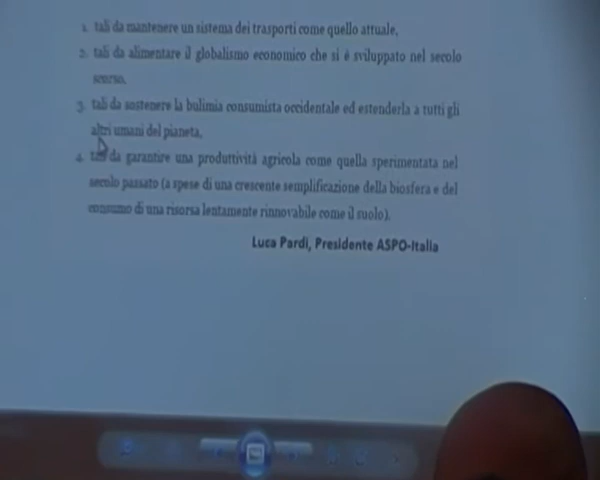 1. tali da mantenere un sistema dei trasporti come quello attuale,
2. tali da alimentare il globalismo economico che si è sviluppato nel secolo
scorso,
3. tali da sostenere la bulimia consumista occidentale ed estenderla a tutti gli
altri umani del pianeta,
4. tali da garantire una produttività agricola come quella sperimentata nel
secolo passato (a spese di una crescente semplificazione della biosfera e del
consumo di una risorsa lentamente rinnovabile come il suolo).
Luca Pardi, Presidente ASPO-Italia